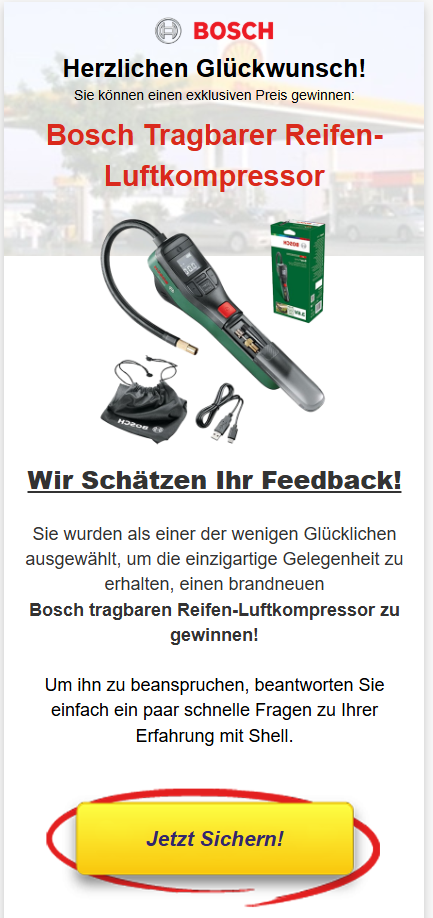 BOSCH
Herzlichen Glückwunsch!
Sie können einen exklusiven Preis gewinnen:
Bosch Tragbarer Reifen-
Luftkompressor
BOSCH
BOSCH
Wir Schätzen Ihr Feedback!
Sie wurden als einer der wenigen Glücklichen
ausgewählt, um die einzigartige Gelegenheit zu
erhalten, einen brandneuen
Bosch tragbaren Reifen-Luftkompressor zu
gewinnen!
Um ihn zu beanspruchen, beantworten Sie
einfach ein paar schnelle Fragen zu Ihrer
Erfahrung mit Shell.
Jetzt Sichern!